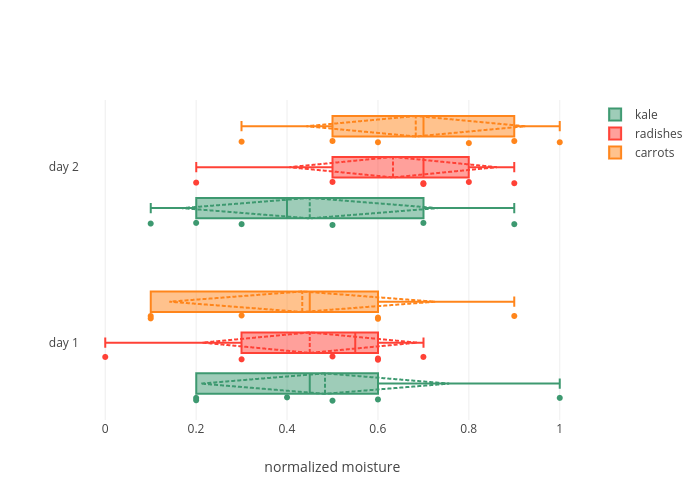 kale
radishes
carrots
day 2
day 1
0 0.2 0.4 0.6 0.8 1
normalized moisture